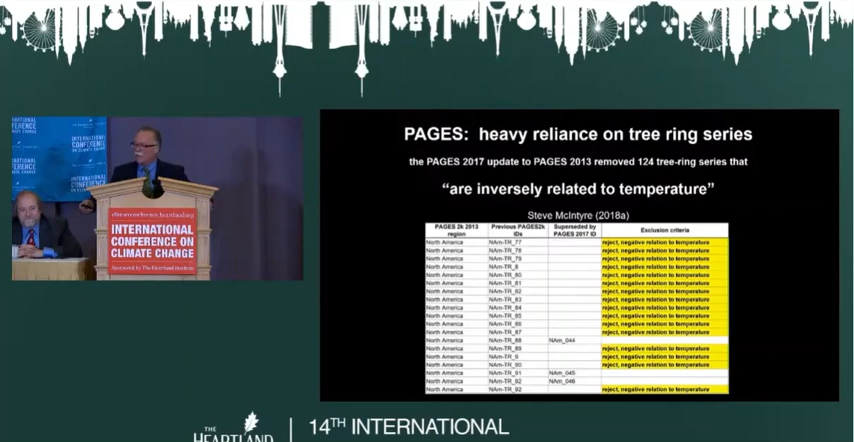 PAGES: heavy reliance on tree ring series
the PAGES 2017 update to PAGES 2013 removed 124 tree-ring series that
“are inversely related to temperature”
Steve McIntyre (2018a)
PAGES 2k 2013 region Previous PAGES2k IDs Superseded by PAGES 2017 ID Exclusion criteria
North America NAm-TR_77 reject, negative relation to temperature
North America NAm-TR_78 reject, negative relation to temperature
North America NAm-TR_79 reject, negative relation to temperature
North America NAm-TR_8 reject, negative relation to temperature
North America NAm-TR_80 reject, negative relation to temperature
North America NAm-TR_81 reject, negative relation to temperature
North America NAm-TR_82 reject, negative relation to temperature
North America NAm-TR_83 reject, negative relation to temperature
North America NAm-TR_84 reject, negative relation to temperature
North America NAm-TR_85 reject, negative relation to temperature
North America NAm-TR_86 reject, negative relation to temperature
North America NAm-TR_87 reject, negative relation to temperature
North America NAm-TR_88 NAm_044
North America NAm-TR_89 reject, negative relation to temperature
North America NAm-TR_9 reject, negative relation to temperature
North America NAm-TR_90 reject, negative relation to temperature
North America NAm-TR_91 NAm_045
North America NAm-TR_92 NAm_046
North America NAm-TR_92 reject, negative relation to temperature
INTERNATIONAL
CONFERENCE
climateconference.heartland.org
INTERNATIONAL
CONFERENCE ON
CLIMATE CHANGE
Sponsored by The Heartland Institute
THE
HEARTLAND
14TH INTERNATIONAL